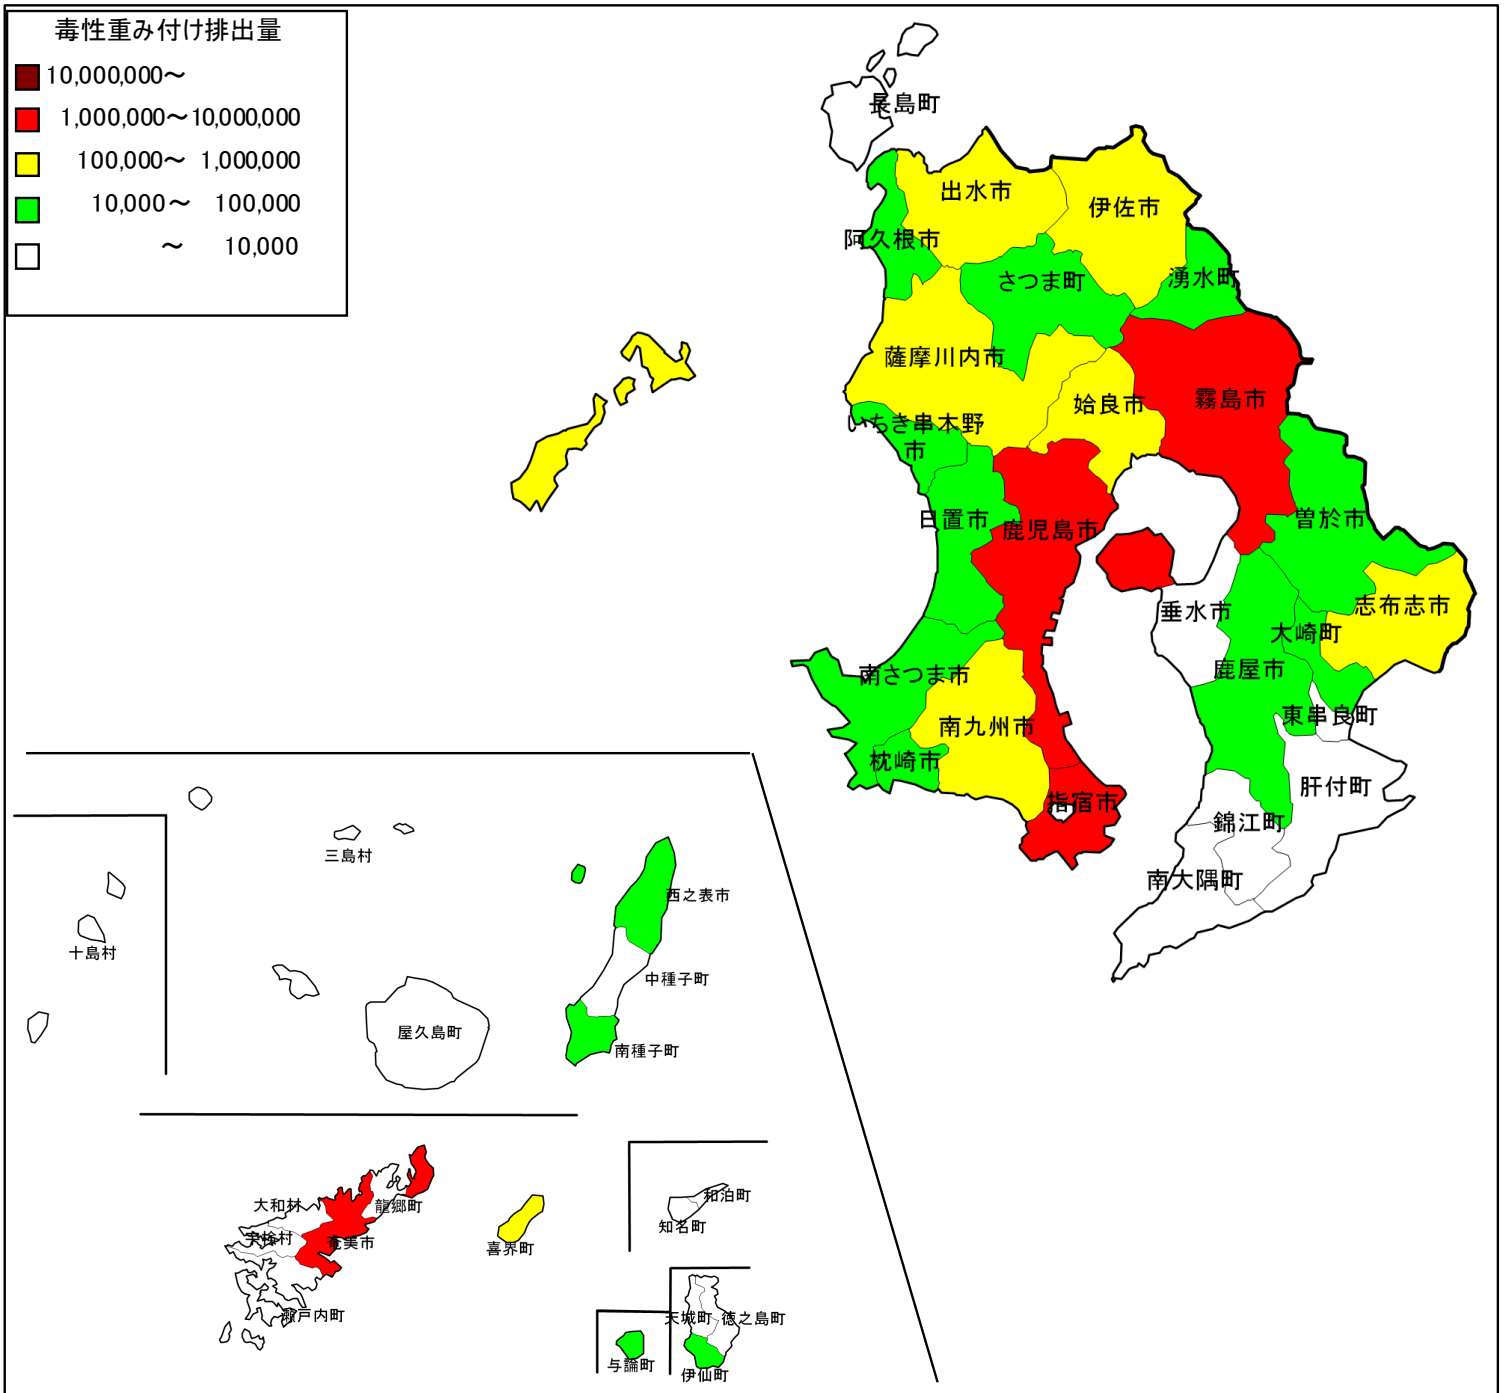 毒性重み付け排出量
10,000,000～
1,000,000～10,000,000
100,000～ 1,000,000
10,000～ 100,000
～ 10,000
長島町
出水市
伊佐市
阿久根市
さつま町
湧水町
薩摩川内市
姶良市
霧島市
いちき串木野
市
日置市
鹿児島市
曽於市
垂水市
志布志市
大崎町
鹿屋市
南さつま市
東串良町
南九州市
枕崎市
肝付町
指宿市
錦江町
南大隅町
三島村
西之表市
十島村
中種子町
屋久島町
南種子町
大和村
龍郷町
宇検村
奄美市
喜界町
瀬戸内町
和泊町
知名町
天城町
徳之島町
与論町
伊仙町